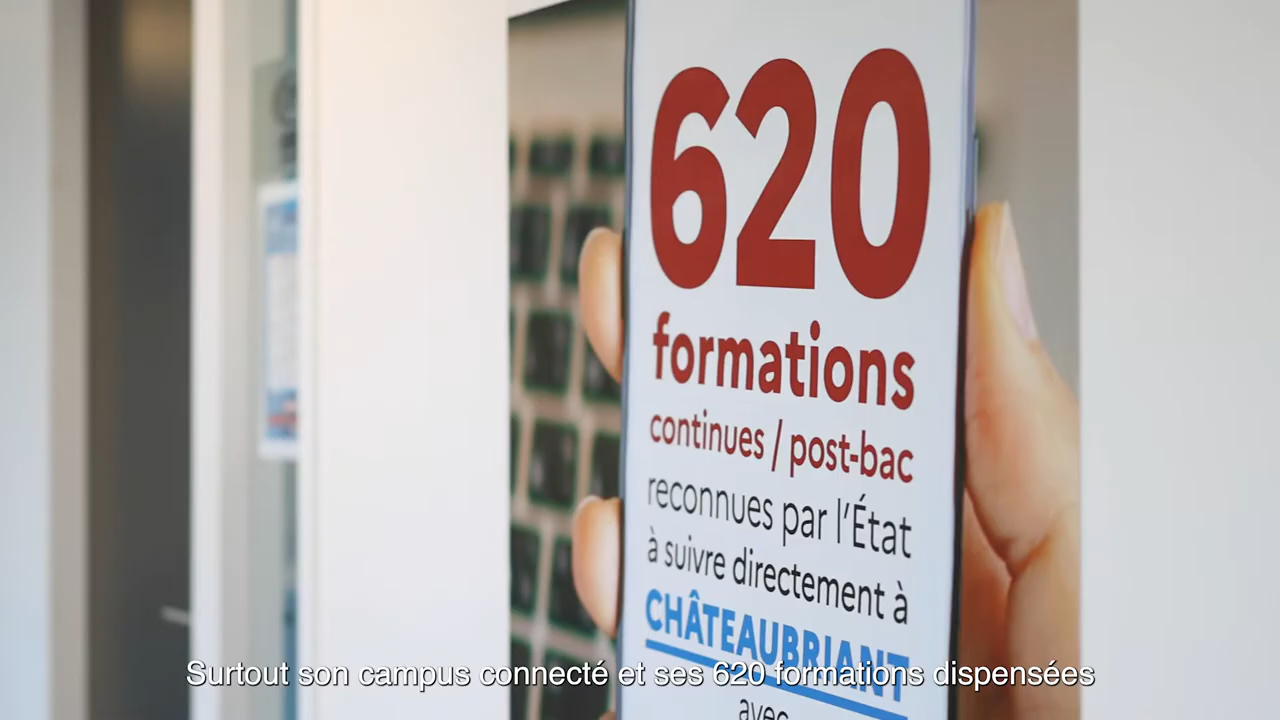 620
formations
continues / post-bac
reconnues par l'État
à suivre directement à
CHÂTEAUBRIANT
avec
Surtout son campus connecté et ses 620 formations dispensées